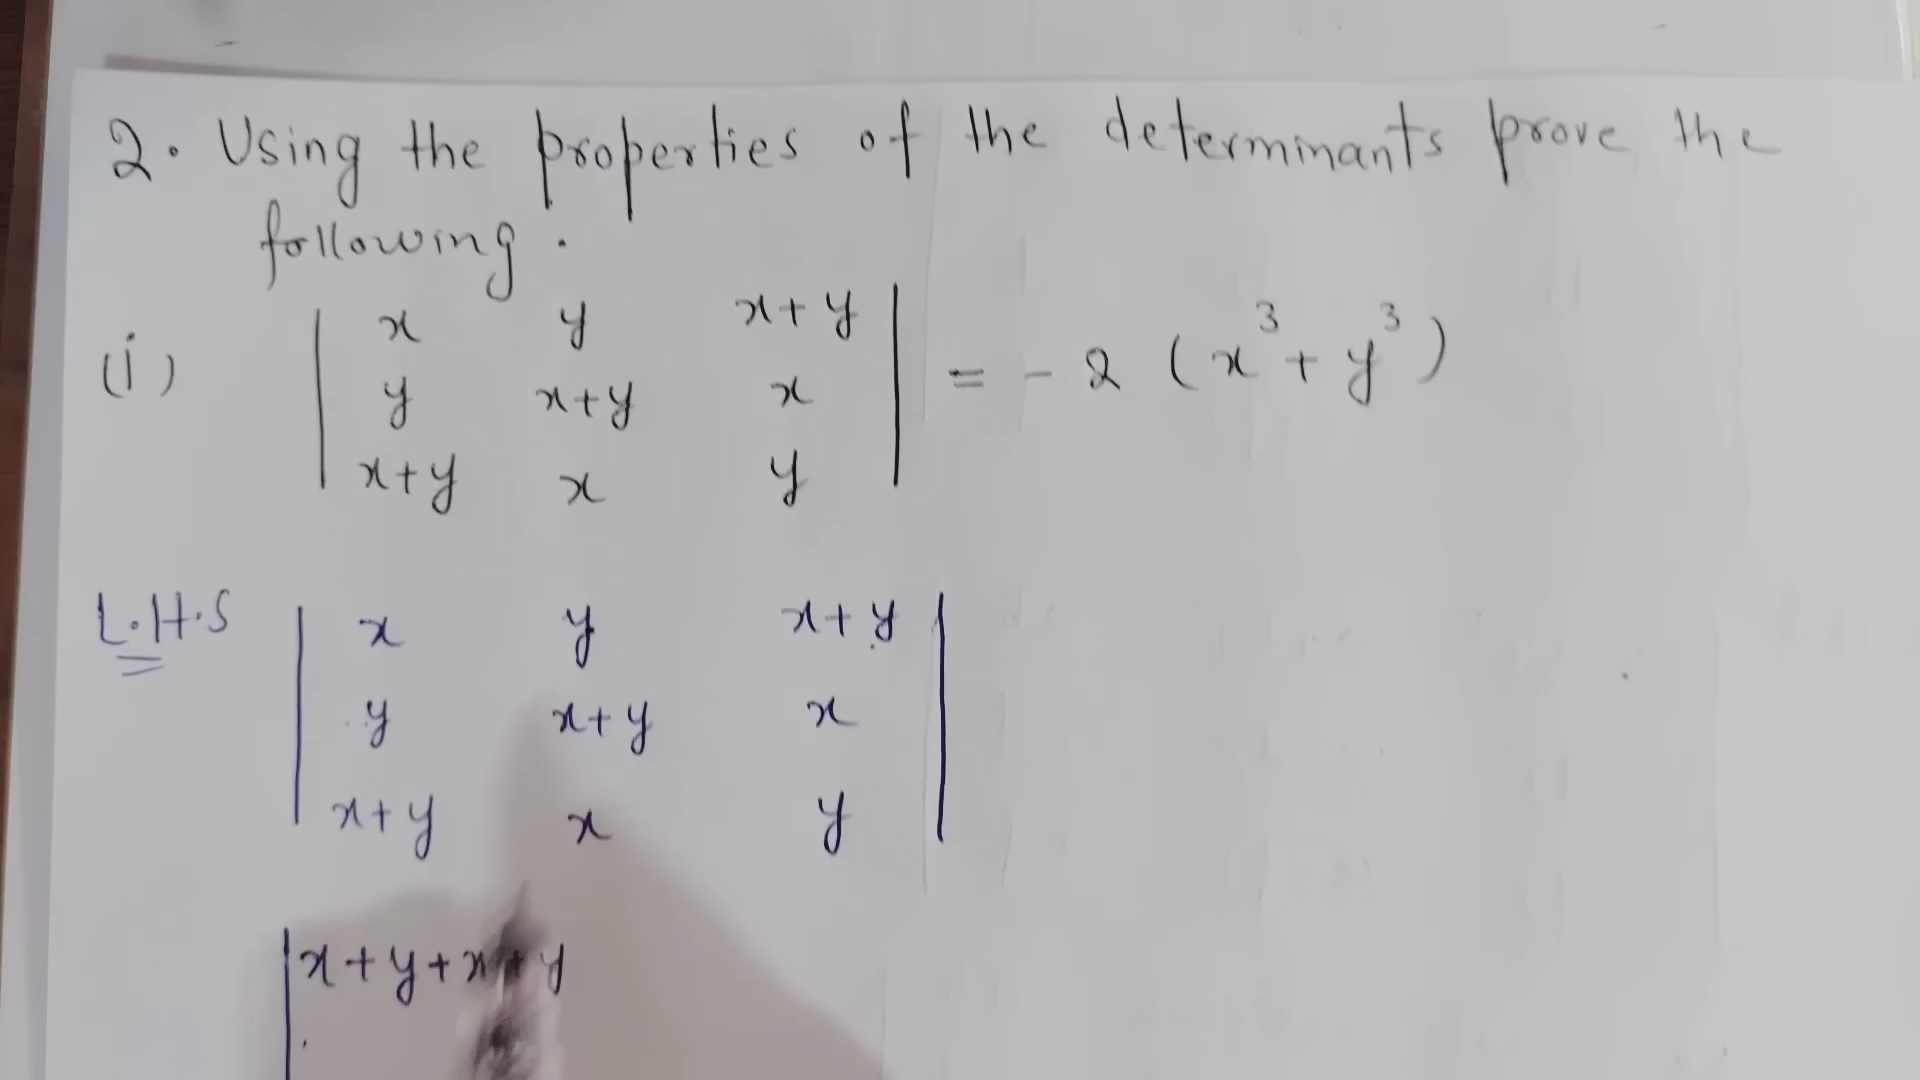 2. Using the properties of the determinants prove the
following.
(i) | x y x+y |
| y x+y x | = - 2 (x³ + y³)
| x+y x y |
L.H.S | x y x+y |
| y x+y x |
| x+y x y |
| x+y+x+y